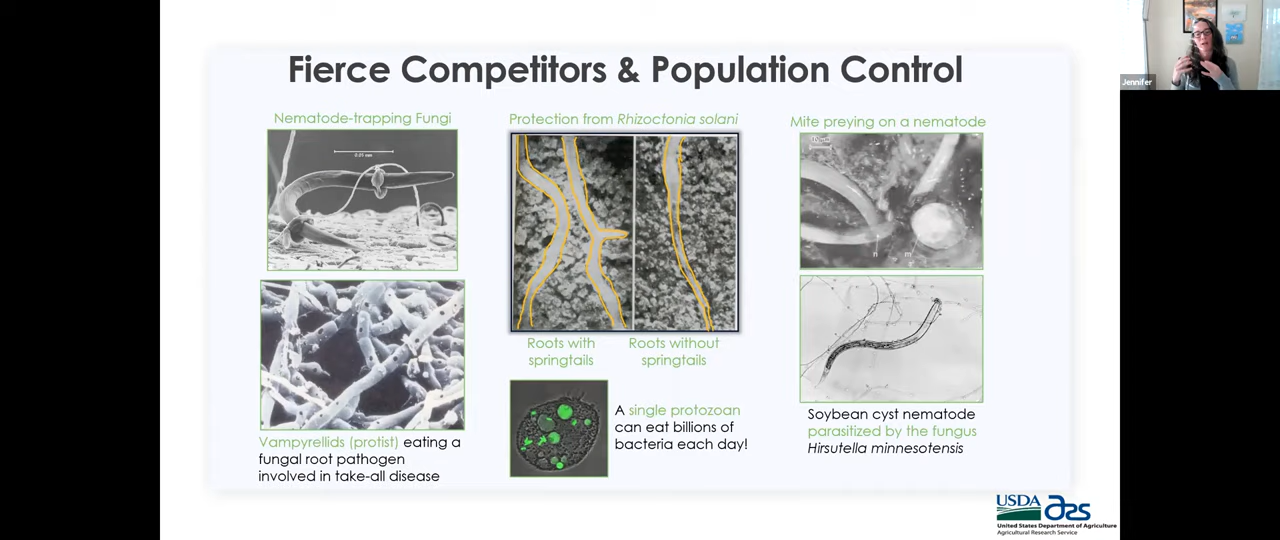 Fierce Competitors & Population Control
Nematode-trapping Fungi
0.05 mm
Vampyrellids (protist) eating a
fungal root pathogen
involved in take-all disease
Protection from Rhizoctonia solani
Roots with
springtails
Roots without
springtails
A single protozoan
can eat billions of
bacteria each day!
Mite preying on a nematode
n
m
Soybean cyst nematode
parasitized by the fungus
Hirsutella minnesotensis
Jennifer
USDA ars
United States Department of Agriculture
Agricultural Research Service